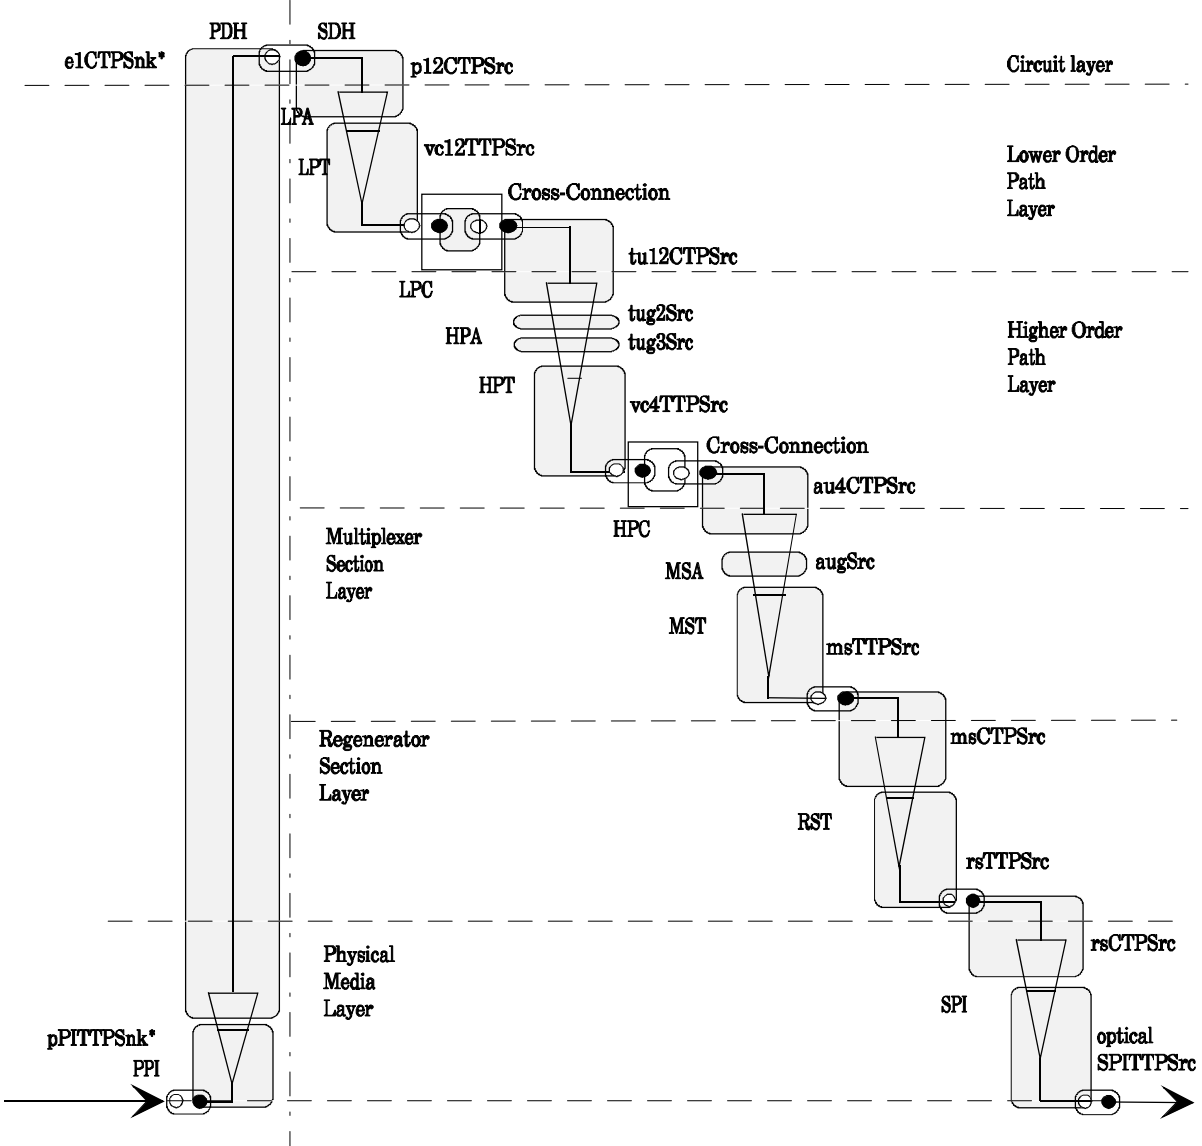 PDH
SDH
e1CTPSnk*
p12CTPSrc
Circuit layer
LPA
LPT
vc12TTPSrc
Lower Order
Path
Layer
Cross-Connection
tu12CTPSrc
LPC
tug2Src
HPA
tug3Src
Higher Order
Path
Layer
HPT
vc4TTPSrc
Cross-Connection
au4CTPSrc
HPC
Multiplexer
Section
Layer
MSA
augSrc
MST
msTTPSrc
Regenerator
Section
Layer
msCTPSrc
RST
rsTTPSrc
rsCTPSrc
Physical
Media
Layer
SPI
pPITTPSnk*
PPI
optical
SPITTPSrc